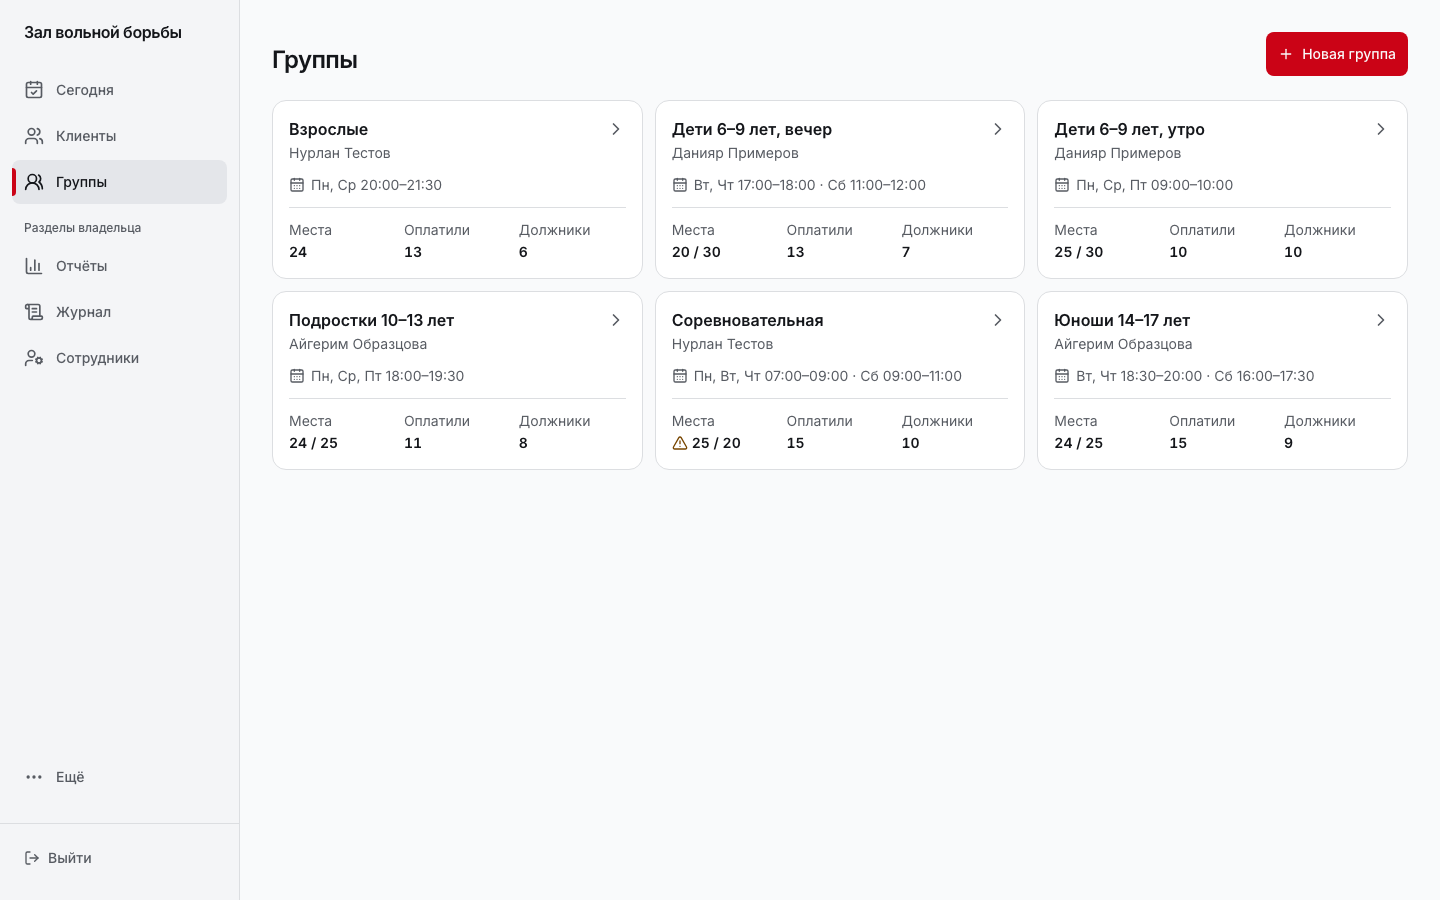 Зал вольной борьбы
Сегодня
Клиенты
Группы
Разделы владельца
Отчёты
Журнал
Сотрудники
Ещё
Выйти
Группы
Новая группа
Взрослые
Нурлан Тестов
Пн, Ср 20:00–21:30
Места Оплатили Должники
24 13 6
Дети 6–9 лет, вечер
Данияр Примеров
Вт, Чт 17:00–18:00 · Сб 11:00–12:00
Места Оплатили Должники
20 / 30 13 7
Дети 6–9 лет, утро
Данияр Примеров
Пн, Ср, Пт 09:00–10:00
Места Оплатили Должники
25 / 30 10 10
Подростки 10–13 лет
Айгерим Образцова
Пн, Ср, Пт 18:00–19:30
Места Оплатили Должники
24 / 25 11 8
Соревновательная
Нурлан Тестов
Пн, Вт, Чт 07:00–09:00 · Сб 09:00–11:00
Места Оплатили Должники
25 / 20 15 10
Юноши 14–17 лет
Айгерим Образцова
Вт, Чт 18:30–20:00 · Сб 16:00–17:30
Места Оплатили Должники
24 / 25 15 9